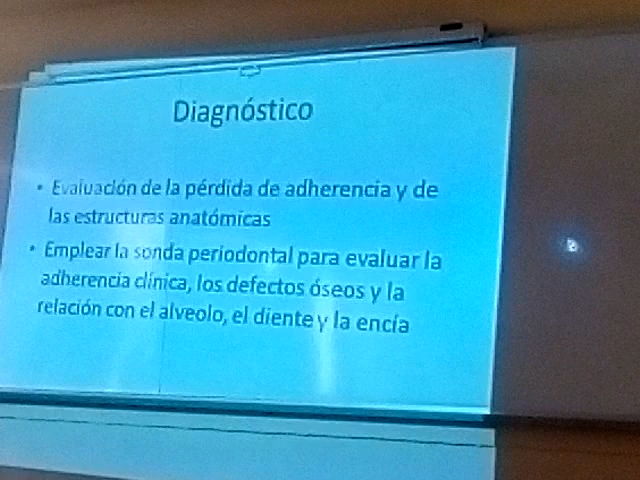 Diagnóstico
• Evaluación de la pérdida de adherencia y de
las estructuras anatómicas
• Emplear la sonda periodontal para evaluar la
adherencia clínica, los defectos óseos y la
relación con el alveolo, el diente y la encía